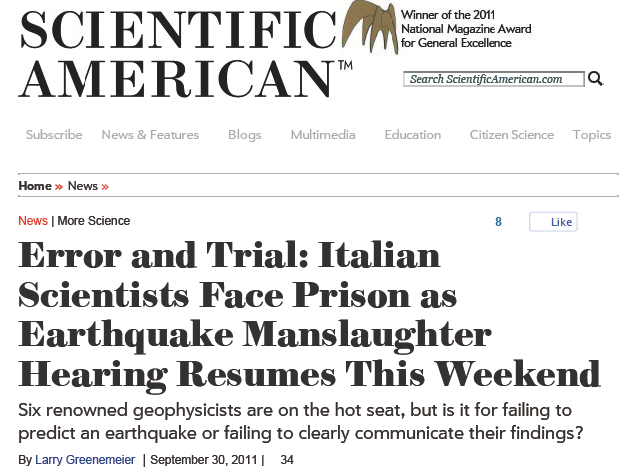 SCIENTIFIC
AMERICAN™
Winner of the 2011
National Magazine Award
for General Excellence
Search ScientificAmerican.com
Subscribe News & Features Blogs Multimedia Education Citizen Science Topics
Home » News »
News | More Science
8 Like
Error and Trial: Italian
Scientists Face Prison as
Earthquake Manslaughter
Hearing Resumes This Weekend
Six renowned geophysicists are on the hot seat, but is it for failing to
predict an earthquake or failing to clearly communicate their findings?
By Larry Greenemeier | September 30, 2011 | 34